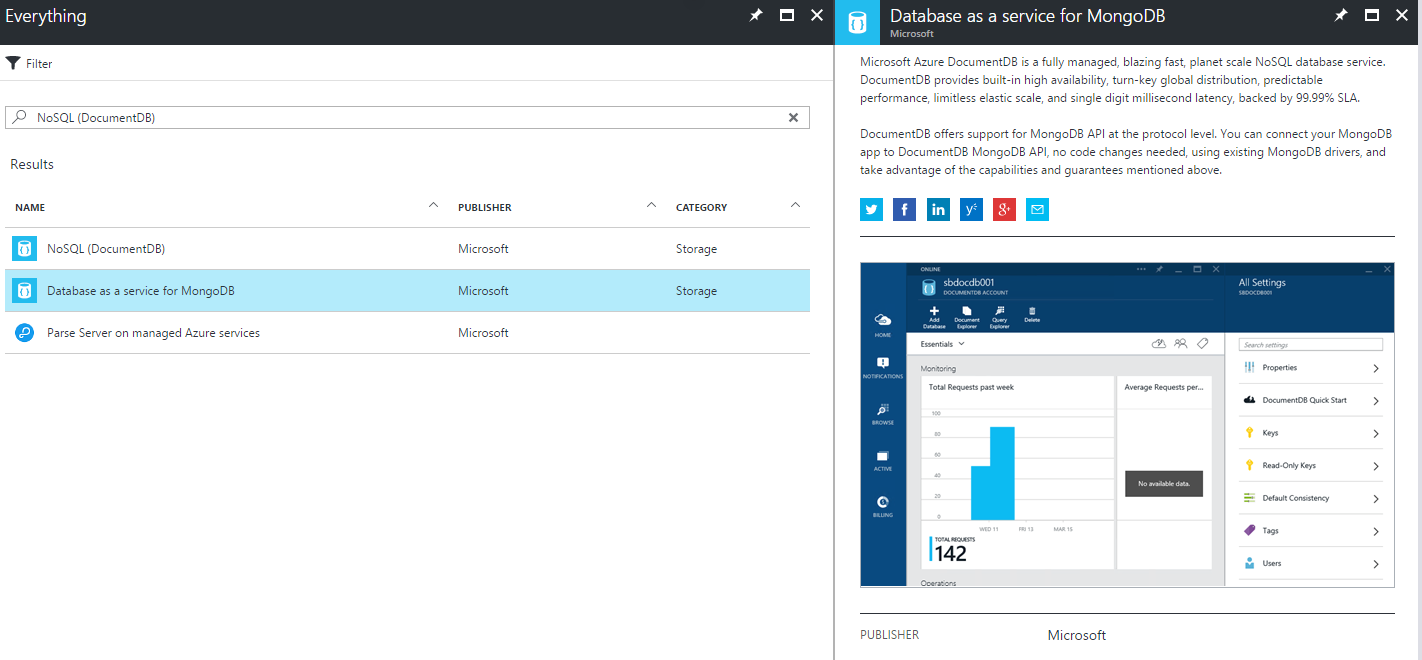 Everything
Filter
NoSQL (DocumentDB)
Results
NAME PUBLISHER CATEGORY
NoSQL (DocumentDB) Microsoft Storage
Database as a service for MongoDB Microsoft Storage
Parse Server on managed Azure services Microsoft
Database as a service for MongoDB
Microsoft
Microsoft Azure DocumentDB is a fully managed, blazing fast, planet scale NoSQL database service.
DocumentDB provides built-in high availability, turn-key global distribution, predictable
performance, limitless elastic scale, and single digit millisecond latency, backed by 99.99% SLA.
DocumentDB offers support for MongoDB API at the protocol level. You can connect your MongoDB
app to DocumentDB MongoDB API, no code changes needed, using existing MongoDB drivers, and
take advantage of the capabilities and guarantees mentioned above.
f in y g+
HOME
NOTIFICATIONS
BROWSE
ACTIVE
BILLING
ONLINE
sbdocdb001
DOCUMENTDB ACCOUNT
Add Database
Document Explorer
Query Explorer
Delete
Essentials
Monitoring
Total Requests past week
100
80
60
40
20
0
WED 11 FRI 13 MAR 15
TOTAL REQUESTS
142
Average Requests per...
No available data.
Operations
All Settings
SBDOCDB001
Search settings
Properties
DocumentDB Quick Start
Keys
Read-Only Keys
Default Consistency
Tags
Users
PUBLISHER Microsoft